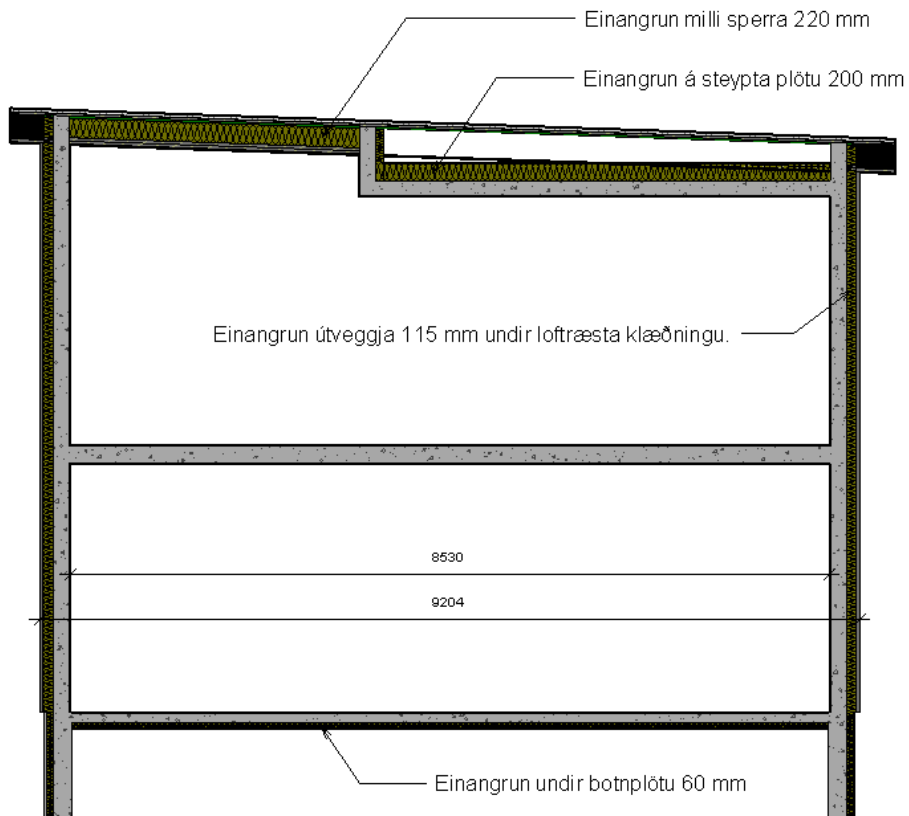 Einangrun milli sperra 220 mm
Einangrun á steypta plötu 200 mm
Einangrun útveggja 115 mm undir loftræsta klæðningu.
8530
9204
Einangrun undir botnplötu 60 mm